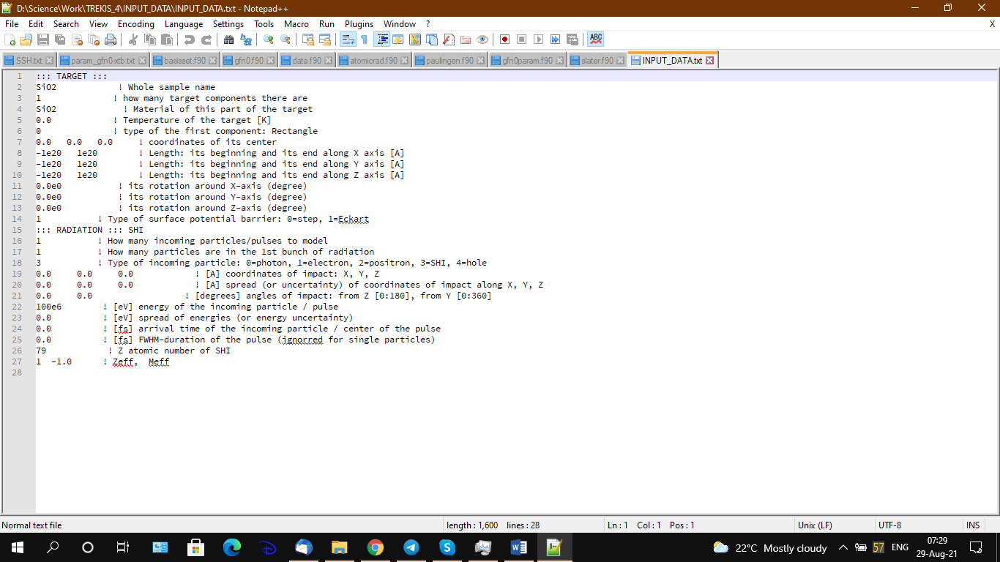 D:\Science\Work\TREKIS_4\INPUT_DATA\INPUT_DATA.txt - Notepad++
File Edit Search View Encoding Language Settings Tools Macro Run Plugins Window ? X
ABC
SSH.txt param_gfn0-xtb.txt basisset.f90 gfn0.f90 data.f90 atomicrad.f90 paulingen.f90 gfn0param.f90 slater.f90 INPUT_DATA.txt
1 ::: TARGET :::
2 SiO2 ! Whole sample name
3 1 ! how many target components there are
4 SiO2 ! Material of this part of the target
5 0.0 ! Temperature of the target [K]
6 0 ! type of the first component: Rectangle
7 0.0 0.0 0.0 ! coordinates of its center
8 -1e20 1e20 ! Length: its beginning and its end along X axis [A]
9 -1e20 1e20 ! Length: its beginning and its end along Y axis [A]
10 -1e20 1e20 ! Length: its beginning and its end along Z axis [A]
11 0.0e0 ! its rotation around X-axis (degree)
12 0.0e0 ! its rotation around Y-axis (degree)
13 0.0e0 ! its rotation around Z-axis (degree)
14 1 ! Type of surface potential barrier: 0=step, 1=Eckart
15 ::: RADIATION ::: SHI
16 1 ! How many incoming particles/pulses to model
17 1 ! How many particles are in the 1st bunch of radiation
18 3 ! Type of incoming particle: 0=photon, 1=electron, 2=positron, 3=SHI, 4=hole
19 0.0 0.0 0.0 ! [A] coordinates of impact: X, Y, Z
20 0.0 0.0 0.0 ! [A] spread (or uncertainty) of coordinates of impact along X, Y, Z
21 0.0 0.0 ! [degrees] angles of impact: from Z [0:180], from Y [0:360]
22 100e6 ! [eV] energy of the incoming particle / pulse
23 0.0 ! [eV] spread of energies (or energy uncertainty)
24 0.0 ! [fs] arrival time of the incoming particle / center of the pulse
25 0.0 ! [fs] FWHM-duration of the pulse (ignorred for single particles)
26 79 ! Z atomic number of SHI
27 1 -1.0 ! Zeff, Meff
28
Normal text file length : 1,600 lines : 28 Ln : 1 Col : 1 Pos : 1 Unix (LF) UTF-8 INS
22°C Mostly cloudy 57 ENG 07:29
29-Aug-21